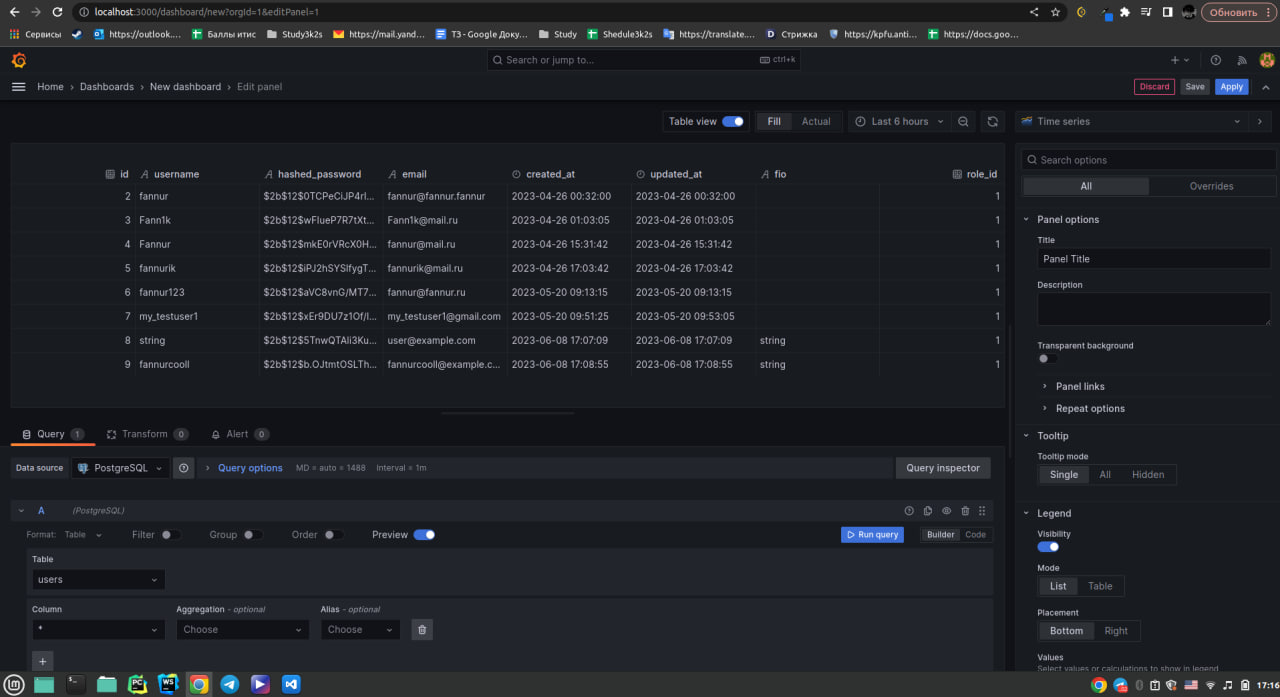 localhost:3000/dashboard/new?orgId=1&editPanel=1
Обновить
Сервисы
https://outlook....
Баллы итис
Study3k2s
https://mail.yand...
ТЗ - Google Доку...
Study
Shedule3k2s
https://translate....
Стрижка
https://kpfu.anti...
https://docs.goo...
Search or jump to...
ctrl+k
Home › Dashboards › New dashboard › Edit panel
Discard
Save
Apply
Table view
Fill
Actual
Last 6 hours
Time series
id username hashed_password email created_at updated_at fio role_id
2 fannur $2b$12$0TCPeCiJP4rl... fannur@fannur.fannur 2023-04-26 00:32:00 2023-04-26 00:32:00 1
3 Fann1k $2b$12$wFlueP7R7tXt... Fann1k@mail.ru 2023-04-26 01:03:05 2023-04-26 01:03:05 1
4 Fannur $2b$12$mkE0rVRcX0H... fannur@mail.ru 2023-04-26 15:31:42 2023-04-26 15:31:42 1
5 fannurik $2b$12$iPJ2hSYSlfygT... fannurik@mail.ru 2023-04-26 17:03:42 2023-04-26 17:03:42 1
6 fannur123 $2b$12$aVC8vnG/MT7... fannur@fannur.ru 2023-05-20 09:13:15 2023-05-20 09:13:15 1
7 my_testuser1 $2b$12$xEr9DU7z1Of/I... my_testuser1@gmail.com 2023-05-20 09:51:25 2023-05-20 09:53:05 1
8 string $2b$12$5TnwQTAli3Ku... user@example.com 2023-06-08 17:07:09 2023-06-08 17:07:09 string 1
9 fannurcooll $2b$12$b.OJtmtOSLTh... fannurcooll@example.c... 2023-06-08 17:08:55 2023-06-08 17:08:55 string 1
Query 1
Transform 0
Alert 0
Data source
PostgreSQL
Query options
MD = auto = 1488
Interval = 1m
Query inspector
A
(PostgreSQL)
Format: Table
Filter
Group
Order
Preview
Run query
Builder
Code
Table
users
Column
Aggregation - optional
Alias - optional
*
Choose
Choose
+
Search options
All
Overrides
Panel options
Title
Panel Title
Description
Transparent background
Panel links
Repeat options
Tooltip
Tooltip mode
Single
All
Hidden
Legend
Visibility
Mode
List
Table
Placement
Bottom
Right
Values
Select values or calculations to show in legend
17:16